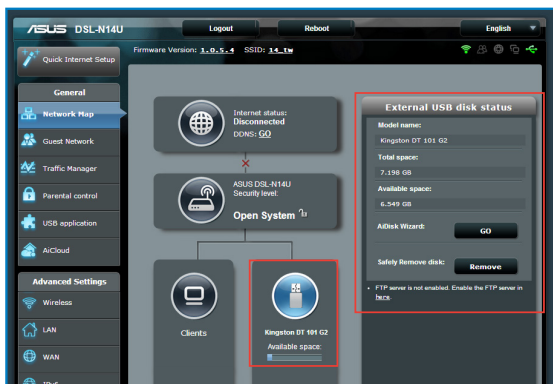 ASUS DSL-N14U
Logout
Reboot
English
Quick Internet Setup
Firmware Version: 1.0.5.4 SSID: 14_tw
General
Network Map
Guest Network
Traffic Manager
Parental control
USB application
AiCloud
Advanced Settings
Wireless
LAN
WAN
IPv6
Internet status:
Disconnected
DDNS: GO
ASUS DSL-N14U
Security level:
Open System
Clients
Kingston DT 101 G2
Available space:
External USB disk status
Model name:
Kingston DT 101 G2
Total space:
7.198 GB
Available space:
6.549 GB
AiDisk Wizard:
GO
Safely Remove disk:
Remove
FTP server is not enabled. Enable the FTP server in
here.